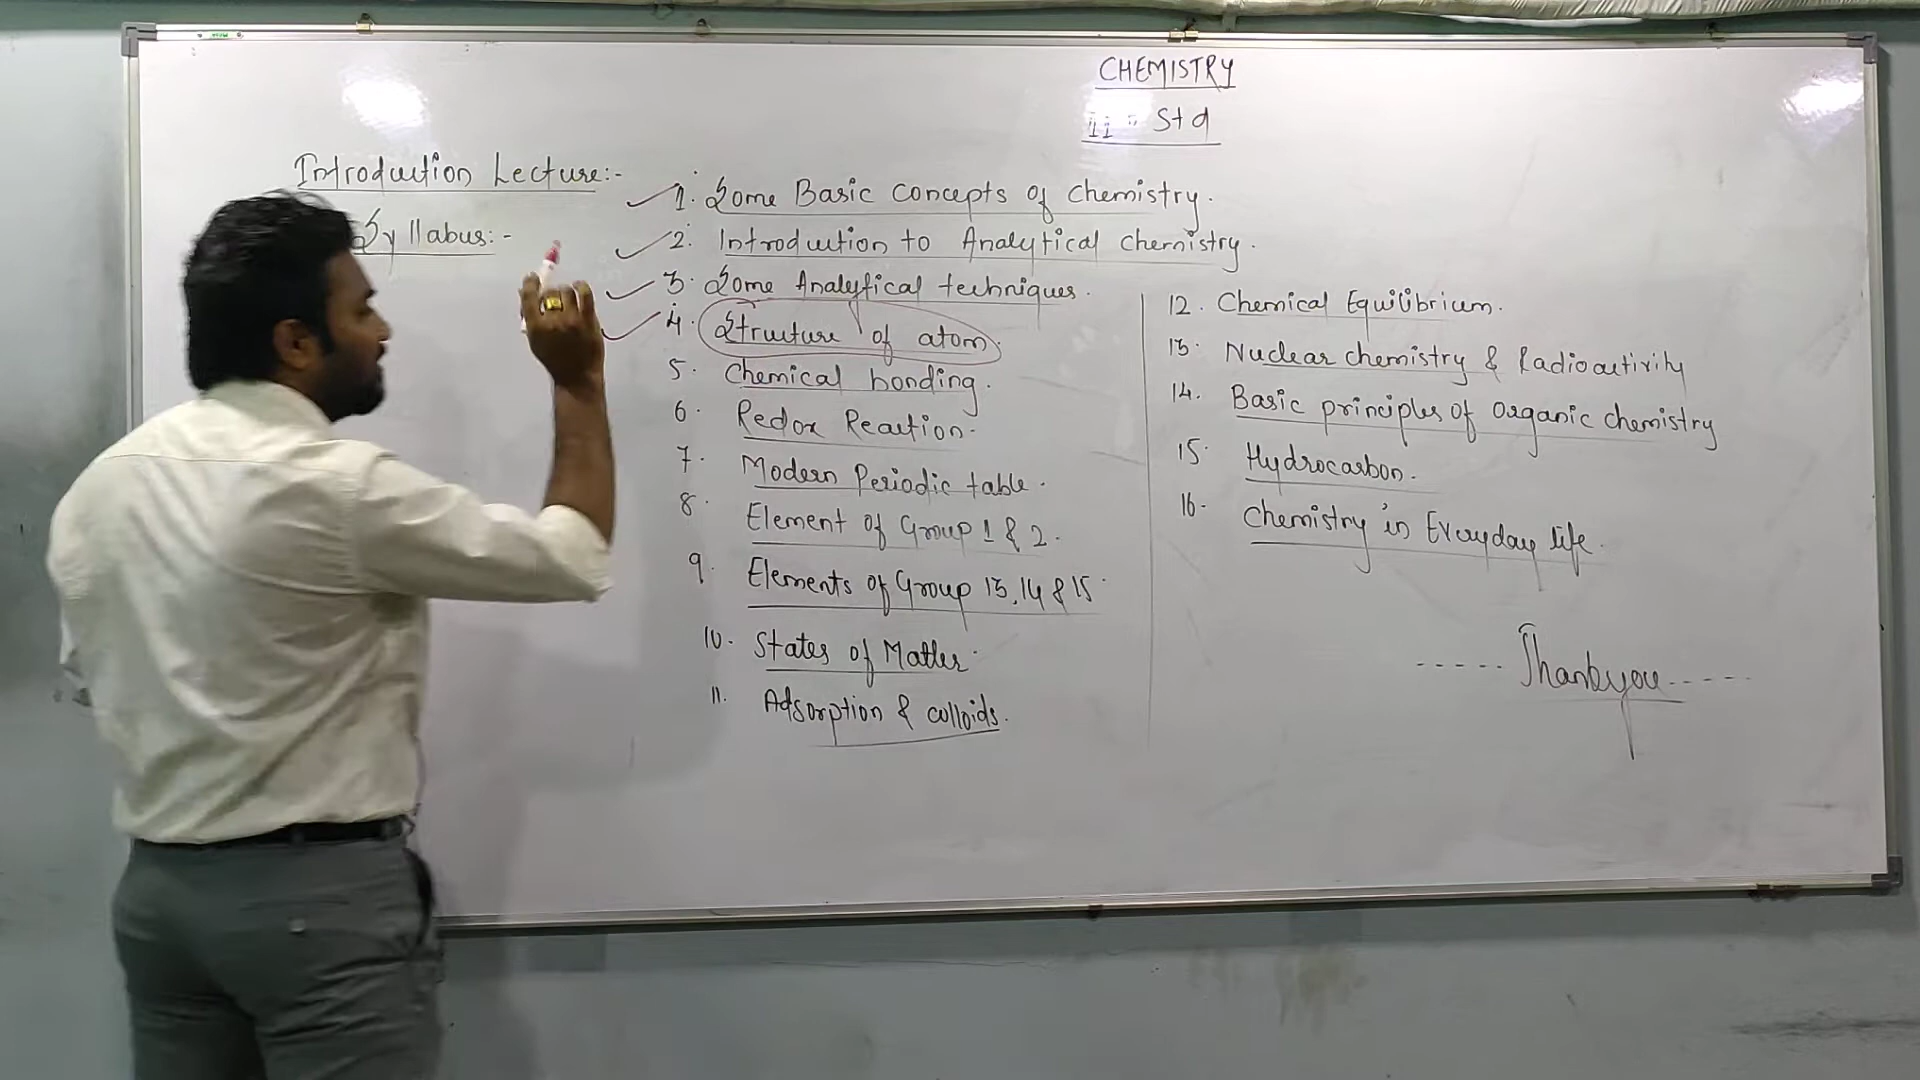 CHEMISTRY
11 " Std
Introduction Lecture:-
Syllabus:-
1. Some Basic Concepts of chemistry.
2. Introduction to Analytical chemistry.
3. Some Analytical techniques.
4. Structure of atom.
5. Chemical bonding.
6. Redox Reaction.
7. Modern Periodic table.
8. Element of Group 1 & 2.
9. Elements of Group 13, 14 & 15.
10. States of Matter.
11. Adsorption & colloids.
12. Chemical Equilibrium.
13. Nuclear chemistry & Radioactivity
14. Basic principles of organic chemistry
15. Hydrocarbon.
16. Chemistry in Everyday life.
----- Thankyou -----